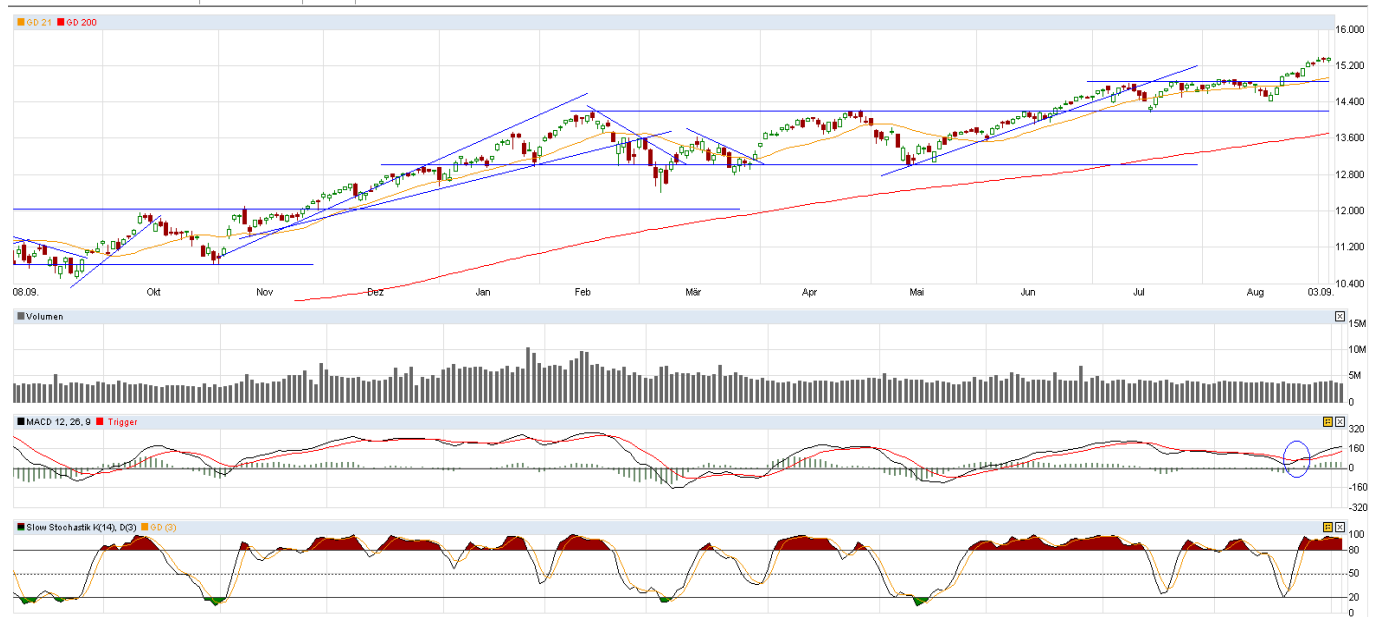 GD 21 GD 200
16.000
15.200
14.400
13.600
12.800
12.000
11.200
10.400
08.09. Okt Nov Dez Jan Feb Mär Apr Mai Jun Jul Aug 03.09.
Volumen
15M
10M
5M
0
MACD 12, 26, 9 Trigger
320
160
0
-160
-320
Slow Stochastik K(14), D(3) GD (3)
100
80
50
20
0